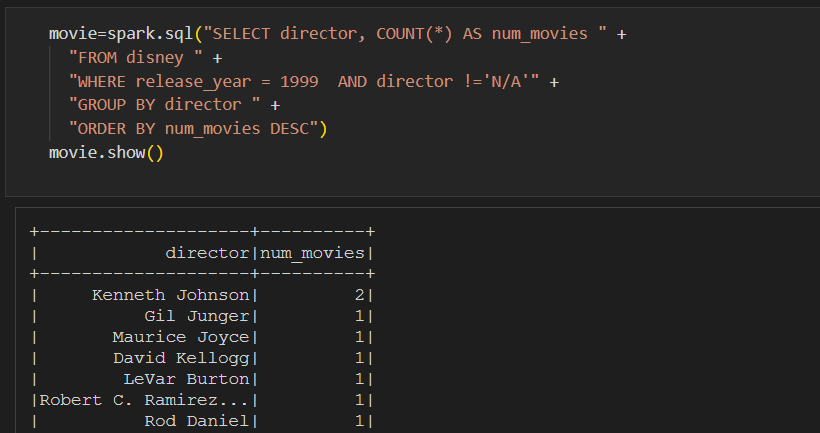 movie=spark.sql("SELECT director, COUNT(*) AS num_movies " +
  "FROM disney " +
  "WHERE release_year = 1999  AND director !='N/A'" +
  "GROUP BY director " +
  "ORDER BY num_movies DESC")
movie.show()
+--------------------+----------+
|            director|num_movies|
+--------------------+----------+
|     Kenneth Johnson|         2|
|          Gil Junger|         1|
|       Maurice Joyce|         1|
|       David Kellogg|         1|
|        LeVar Burton|         1|
|Robert C. Ramirez...|         1|
|          Rod Daniel|         1|